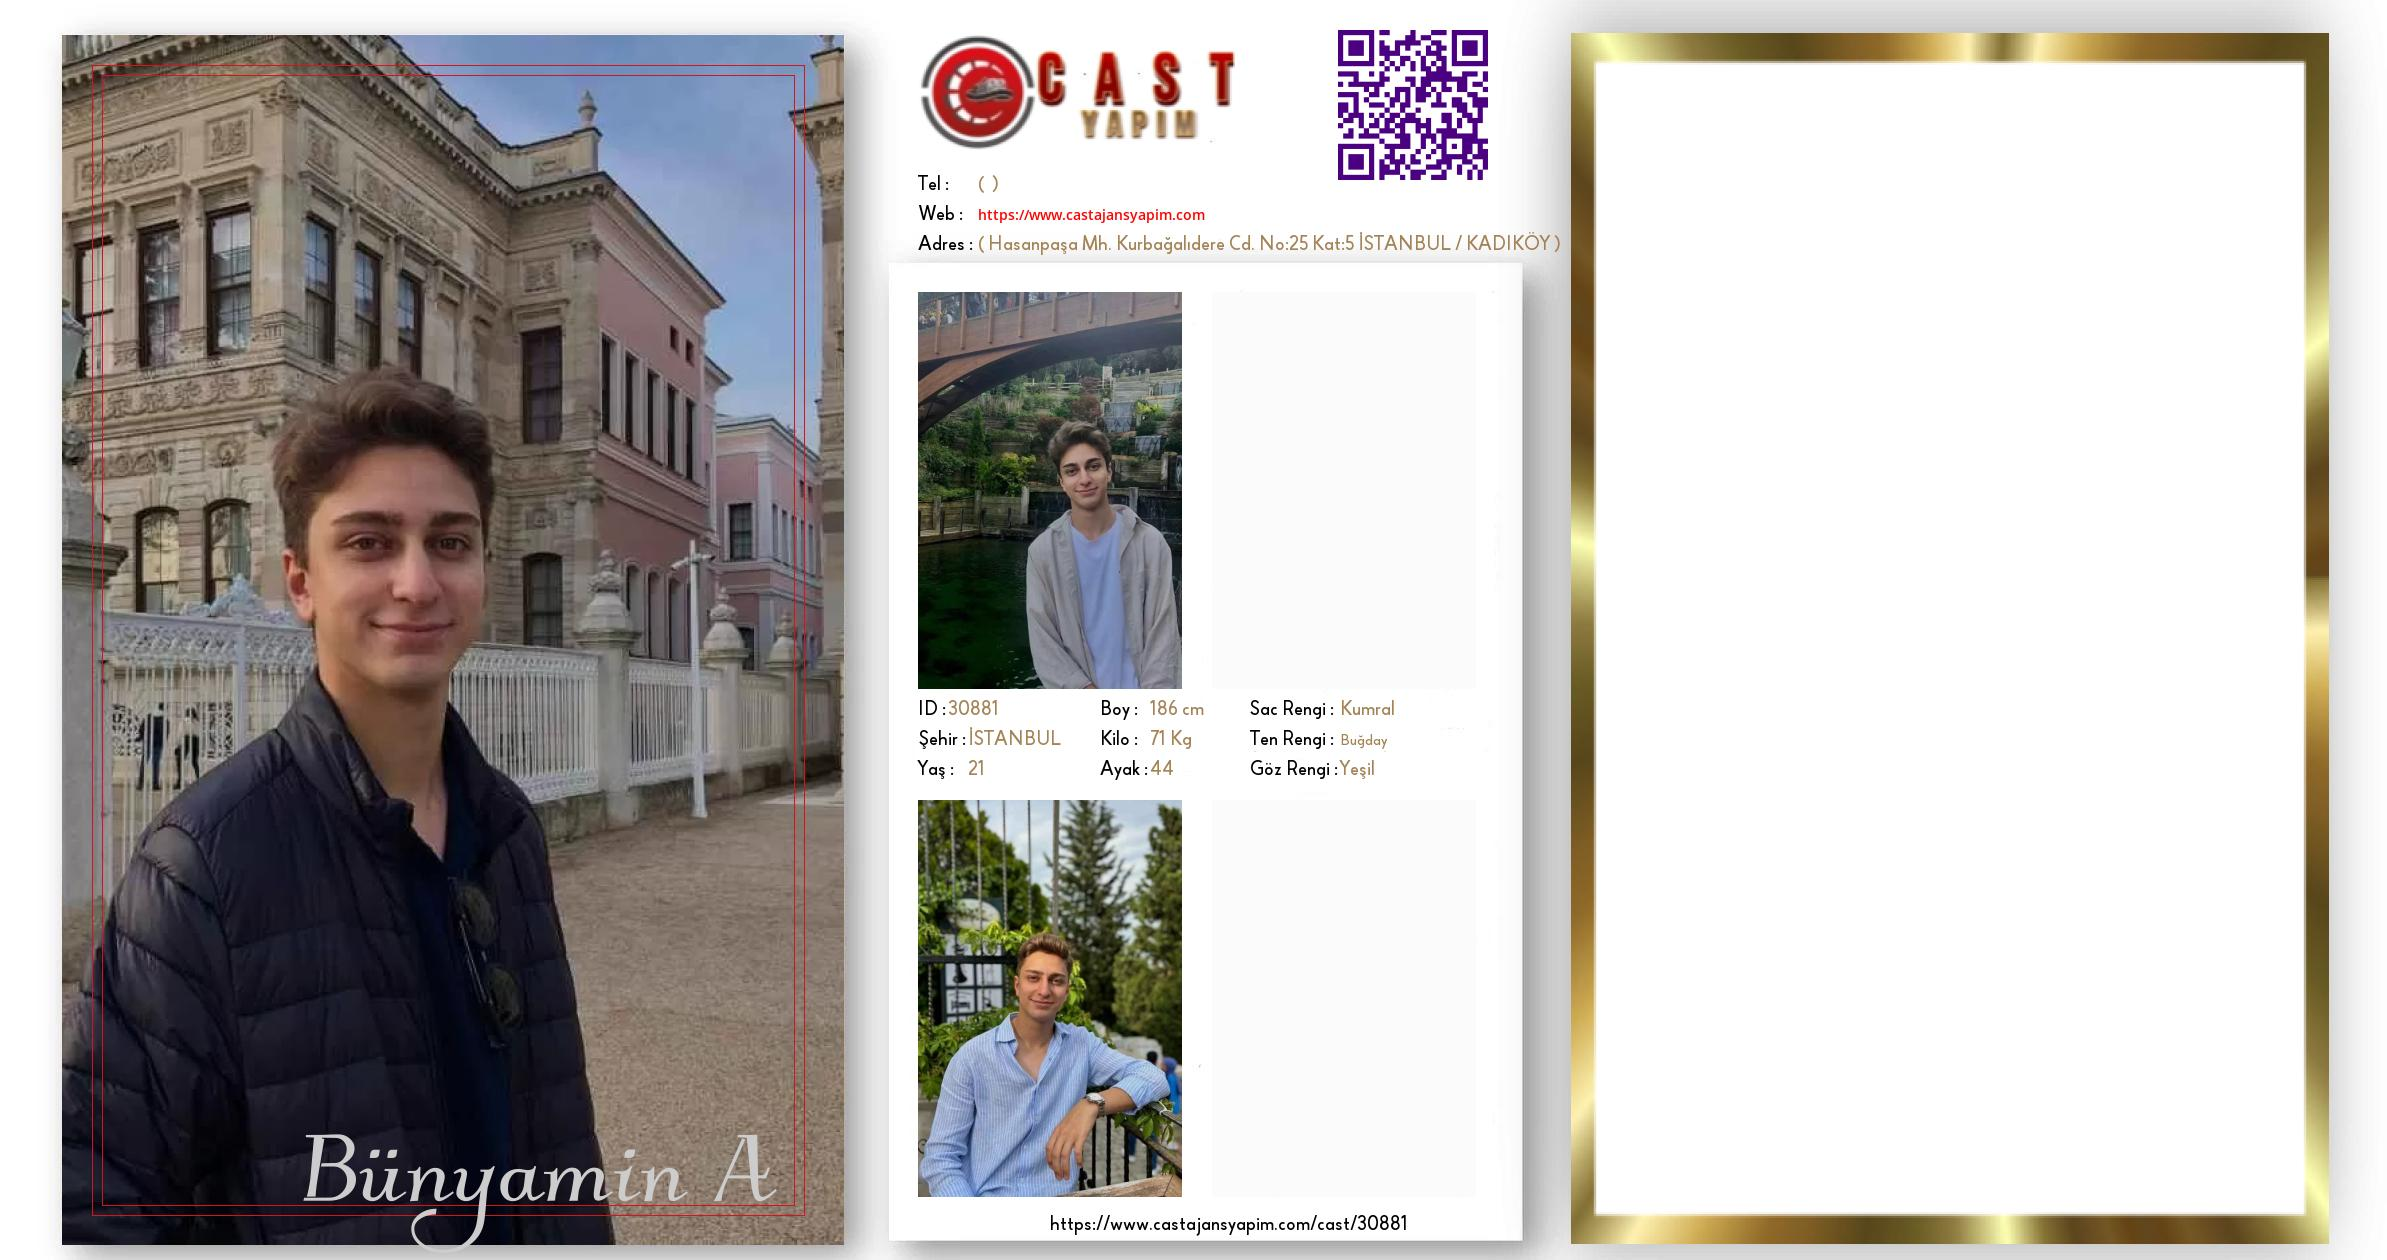 Bünyamin A
CAST
YAPIM
Tel : ( )
Web : https://www.castajansyapim.com
Adres : ( Hasanpaşa Mh. Kurbağalıdere Cd. No:25 Kat:5 İSTANBUL / KADIKÖY )
ID : 30881 Boy : 186 cm Sac Rengi : Kumral
Şehir : İSTANBUL Kilo : 71 Kg Ten Rengi : Buğday
Yaş : 21 Ayak : 44 Göz Rengi : Yeşil
https://www.castajansyapim.com/cast/30881